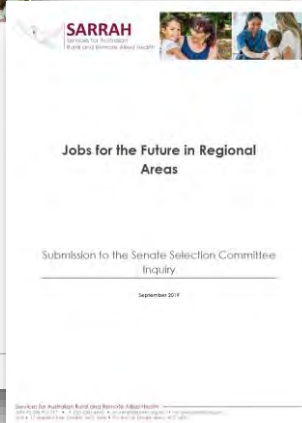 SARRAH
Services for Australian
Rural and Remote Allied Health
Jobs for the Future in Regional
Areas
Submission to the Senate Selection Committee
Inquiry
September 2019
Services for Australian Rural and Remote Allied Health